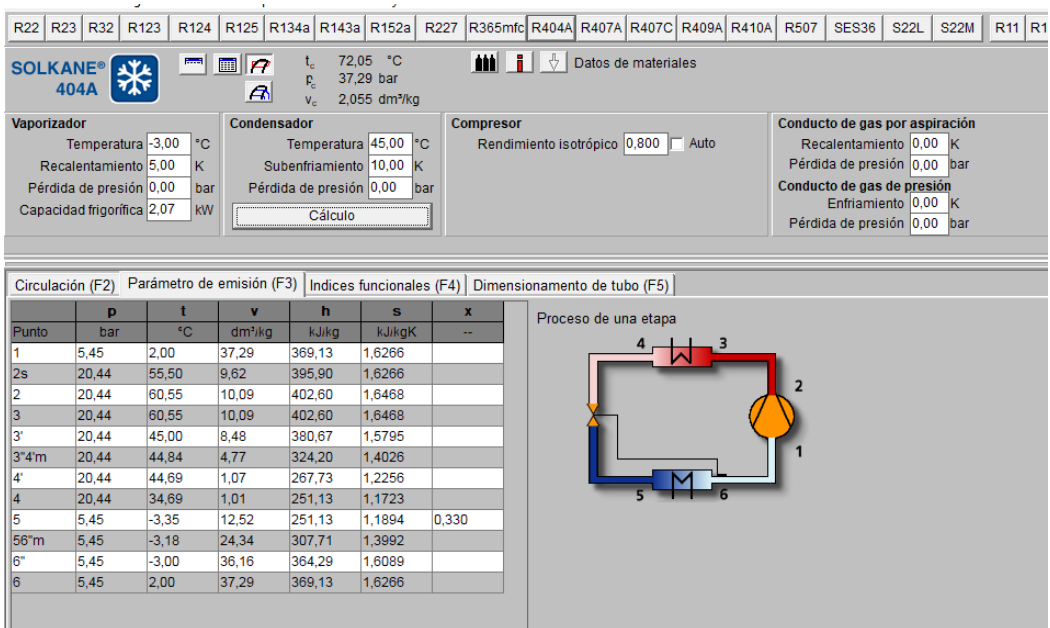 R22 R23 R32 R123 R124 R125 R134a R143a R152a R227 R365mfc R404A R407A R407C R409A R410A R507 SES36 S22L S22M R11
SOLKANE®
404A
tc 72,05 °C
pc 37,29 bar
vc 2,055 dm³/kg
Datos de materiales
Vaporizador
Temperatura -3,00 °C
Recalentamiento 5,00 K
Pérdida de presión 0,00 bar
Capacidad frigorífica 2,07 kW
Condensador
Temperatura 45,00 °C
Subenfriamiento 10,00 K
Pérdida de presión 0,00 bar
Cálculo
Compresor
Rendimiento isotrópico 0,800 Auto
Conducto de gas por aspiración
Recalentamiento 0,00 K
Pérdida de presión 0,00 bar
Conducto de gas de presión
Enfriamiento 0,00 K
Pérdida de presión 0,00 bar
Circulación (F2) Parámetro de emisión (F3) Indices funcionales (F4) Dimensionamento de tubo (F5)
p t v h s x
Punto bar °C dm³/kg kJ/kg kJ/kgK --
1 5,45 2,00 37,29 369,13 1,6266
2s 20,44 55,50 9,62 395,90 1,6266
2 20,44 60,55 10,09 402,60 1,6468
3 20,44 60,55 10,09 402,60 1,6468
3' 20,44 45,00 8,48 380,67 1,5795
3"4'm 20,44 44,84 4,77 324,20 1,4026
4' 20,44 44,69 1,07 267,73 1,2256
4 20,44 34,69 1,01 251,13 1,1723
5 5,45 -3,35 12,52 251,13 1,1894 0,330
56"m 5,45 -3,18 24,34 307,71 1,3992
6" 5,45 -3,00 36,16 364,29 1,6089
6 5,45 2,00 37,29 369,13 1,6266
Proceso de una etapa
4 3
2
1
5 6